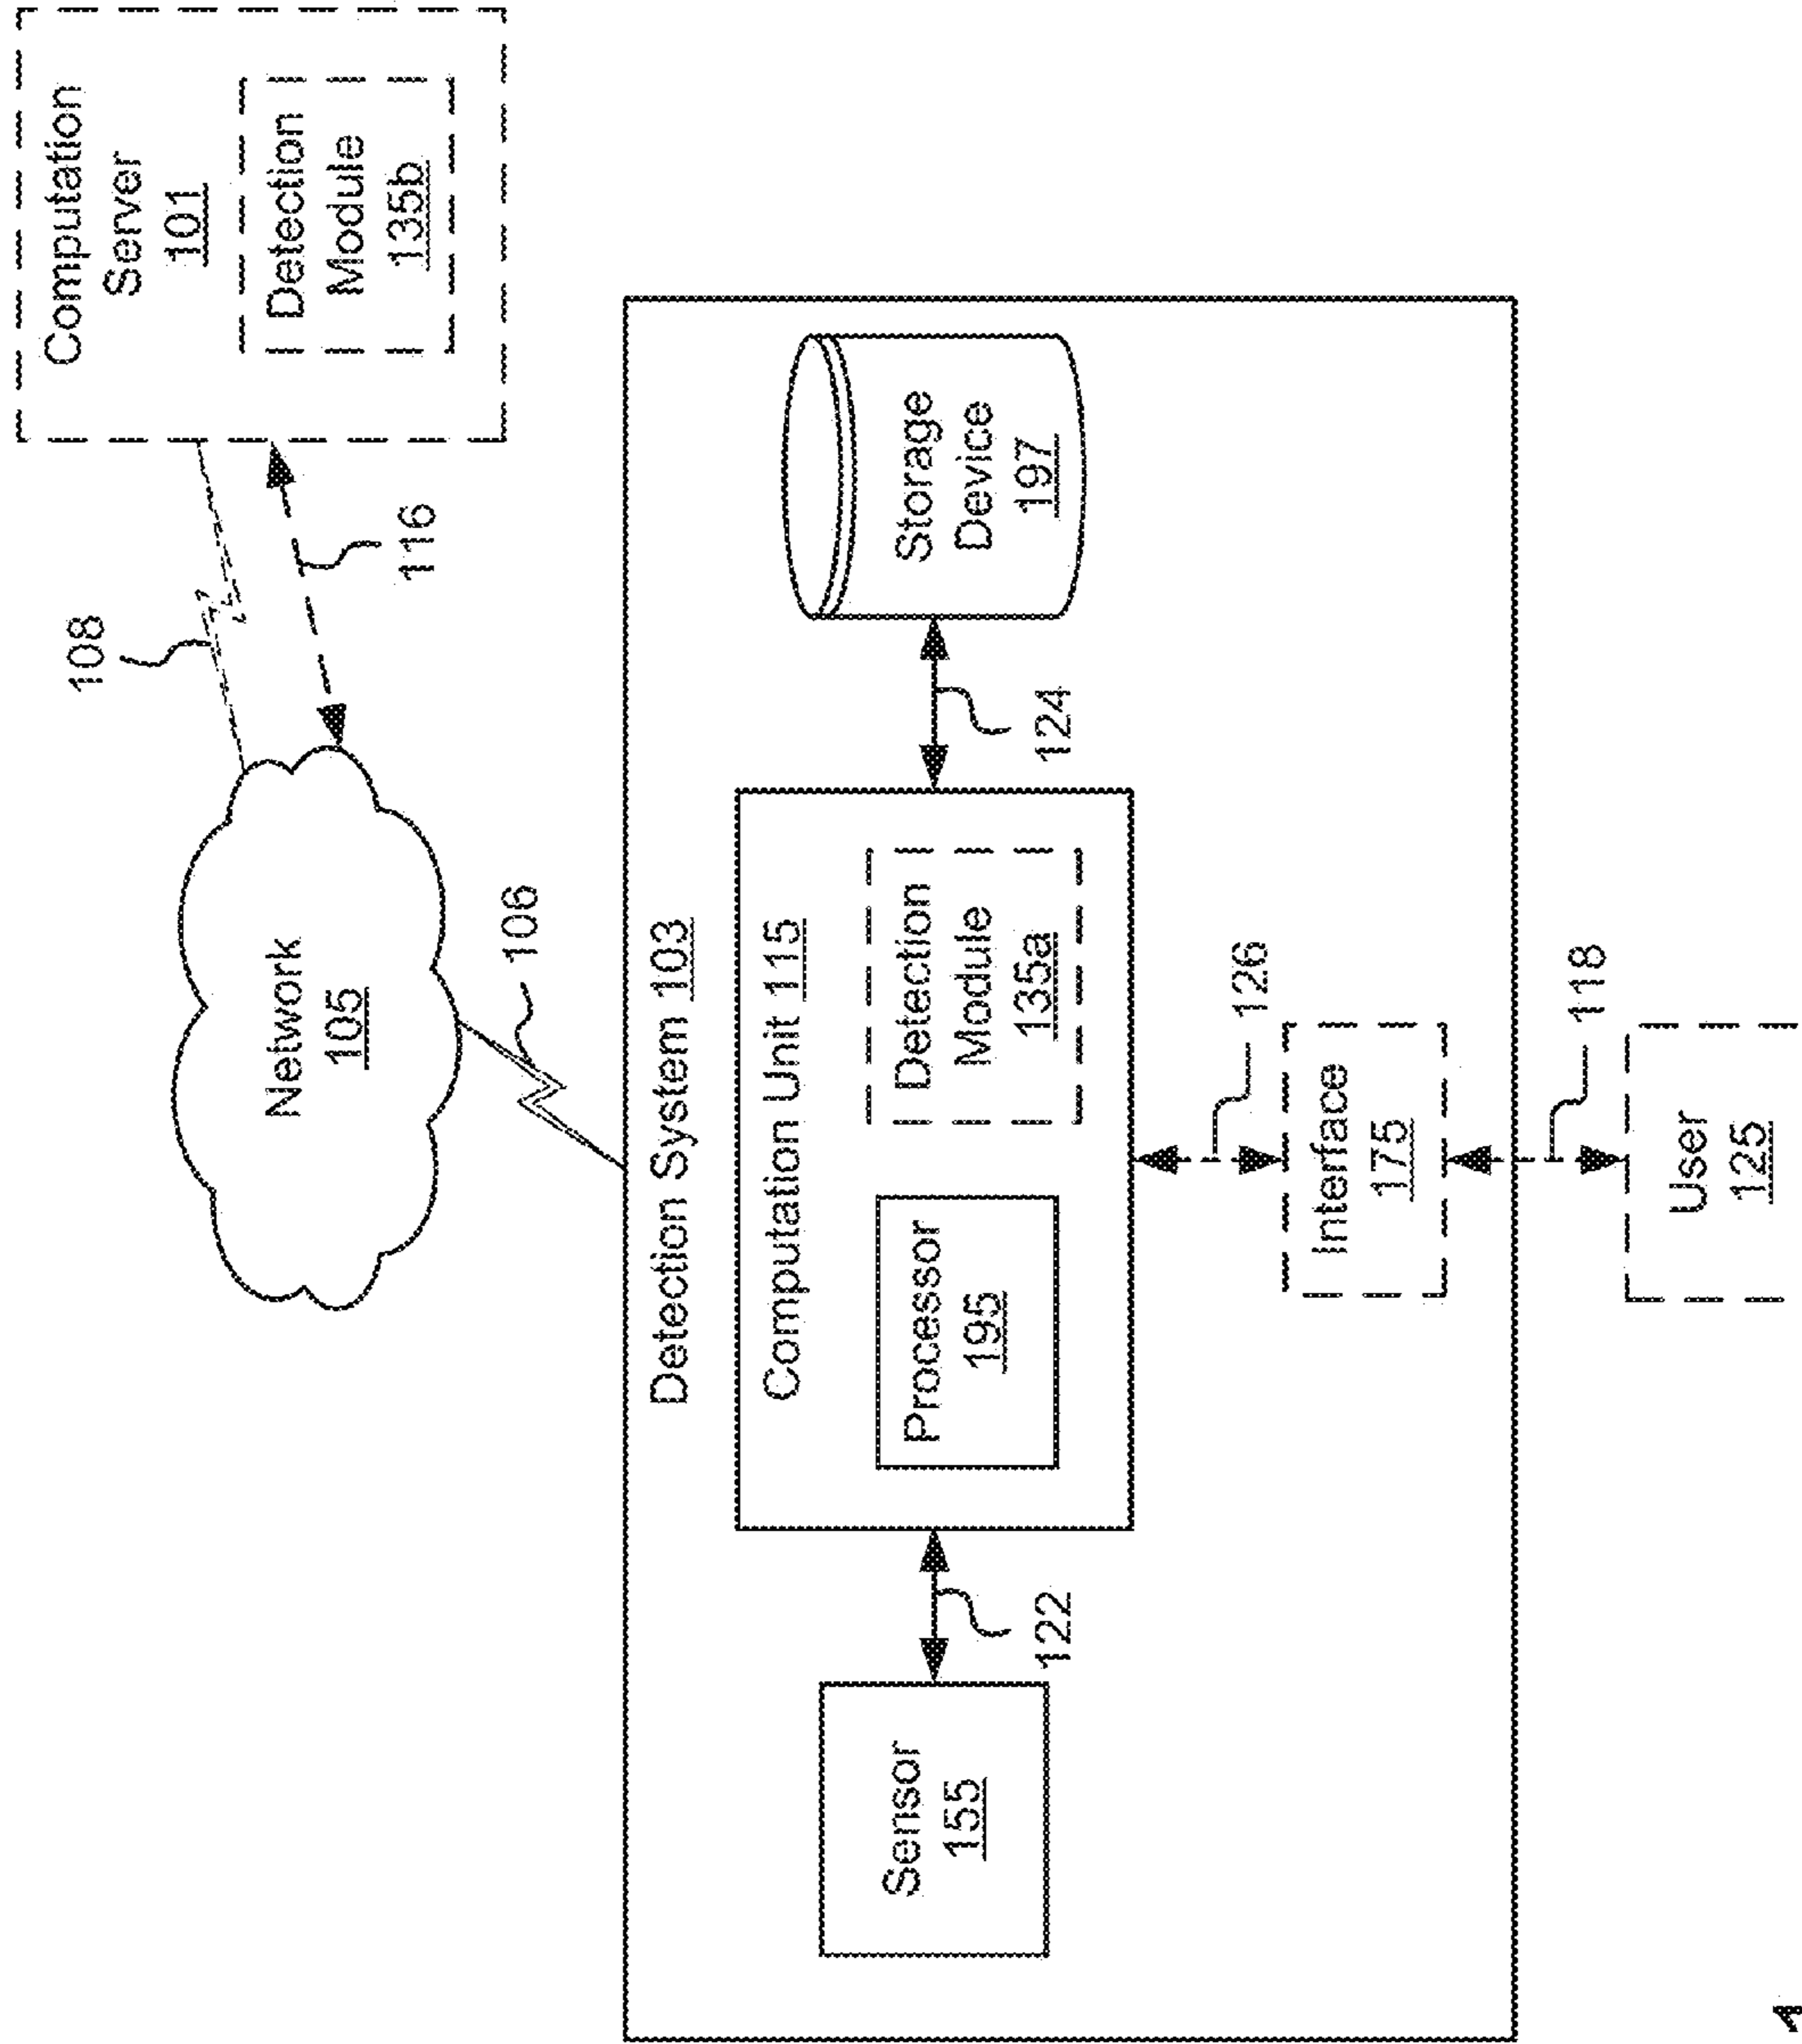 Computation
Server
101
Detection
Module
135b
108
116
Network
105
106
Detection System 103
Computation Unit 115
Processor
195
Detection
Module
135a
Sensor
155
122
124
Storage
Device
197
126
Interface
175
118
User
125